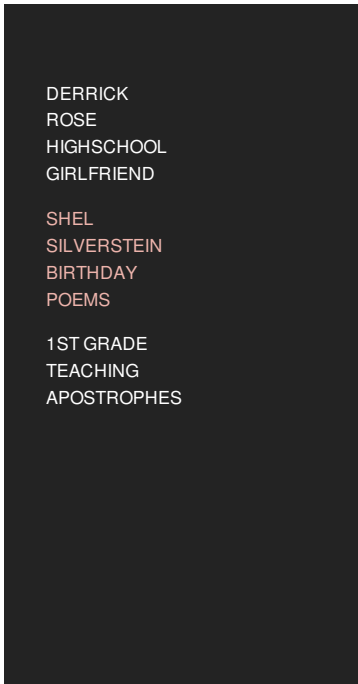 DERRICK
ROSE
HIGHSCHOOL
GIRLFRIEND
SHEL
SILVERSTEIN
BIRTHDAY
POEMS
1ST GRADE
TEACHING
APOSTROPHES